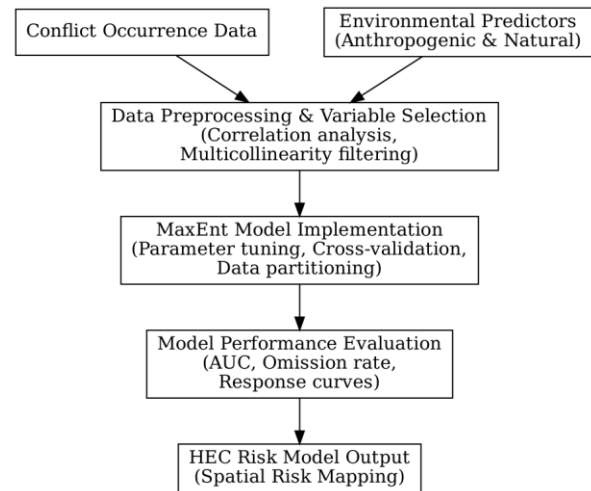 Conflict Occurrence Data
Environmental Predictors
(Anthropogenic & Natural)
Data Preprocessing & Variable Selection
(Correlation analysis,
Multicollinearity filtering)
MaxEnt Model Implementation
(Parameter tuning, Cross-validation,
Data partitioning)
Model Performance Evaluation
(AUC, Omission rate,
Response curves)
HEC Risk Model Output
(Spatial Risk Mapping)